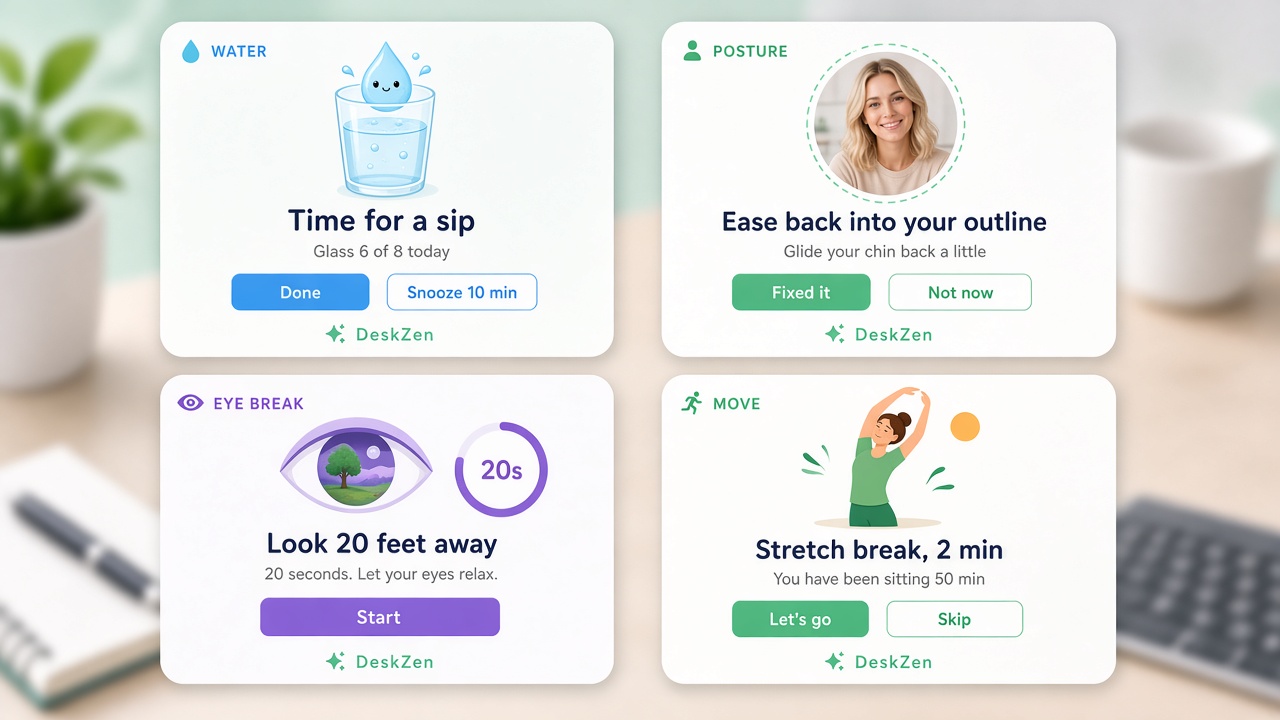 WATER
Time for a sip
Glass 6 of 8 today
Done
Snooze 10 min
DeskZen
POSTURE
Ease back into your outline
Glide your chin back a little
Fixed it
Not now
DeskZen
EYE BREAK
20s
Look 20 feet away
20 seconds. Let your eyes relax.
Start
DeskZen
MOVE
Stretch break, 2 min
You have been sitting 50 min
Let's go
Skip
DeskZen